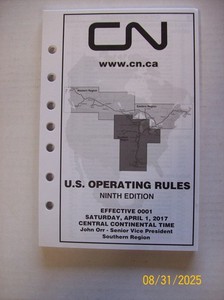 CN
www.cn.ca
U.S. OPERATING RULES
NINTH EDITION
EFFECTIVE 0001
SATURDAY, APRIL 1, 2017
CENTRAL CONTINENTAL TIME
John Orr - Senior Vice President
Southern Region
08/31/2025